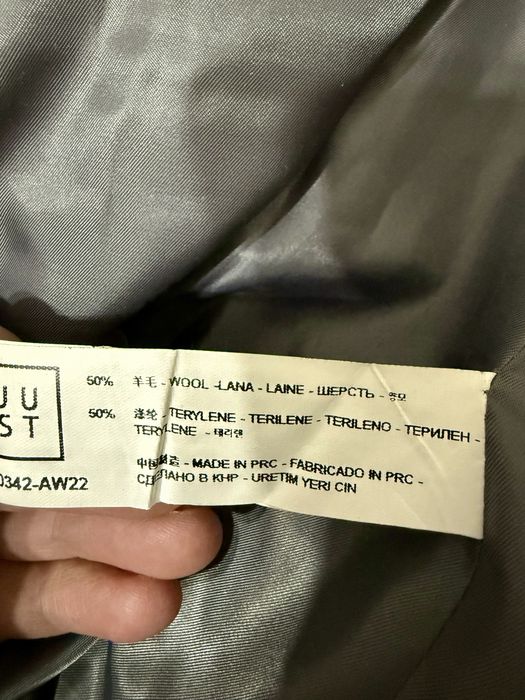 UU
ST
0342-AW22
50% 羊毛 - WOOL -LANA - LAINE - ШЕРСТЬ - 양모
50% 涤纶 - TERYLENE - TERILENE - TERILENO - ТЕРИЛЕН -
TERYLENE - 테리렌
中国制造 - MADE IN PRC - FABRICADO IN PRC -
СДЕЛАНО В КНР - URETIM YERI CIN